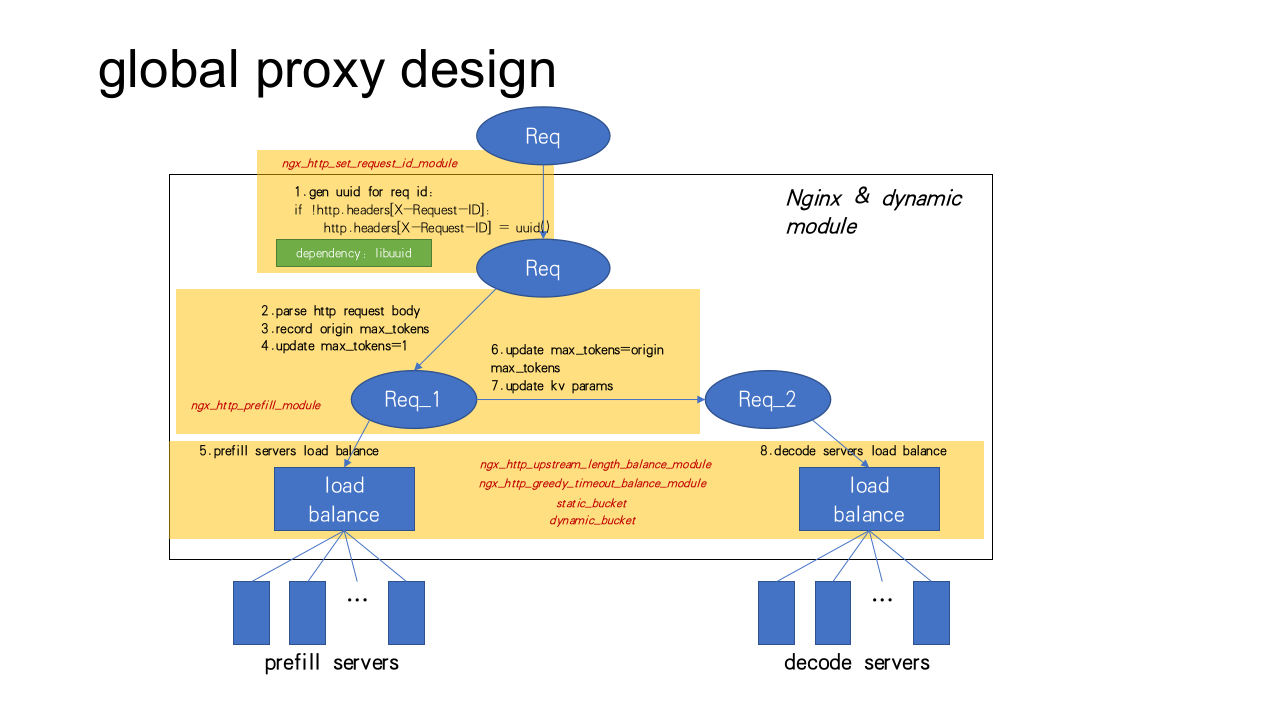 global proxy design
Req
ngx_http_set_request_id_module
1.gen uuid for req id:
if !http.headers[X-Request-ID]:
http.headers[X-Request-ID] = uuid()
dependency: libuuid
Nginx & dynamic
module
Req
2.parse http request body
3.record origin max_tokens
4.update max_tokens=1
6.update max_tokens=origin
max_tokens
7.update kv params
ngx_http_prefill_module
Req_1
Req_2
5.prefill servers load balance
8.decode servers load balance
ngx_http_upstream_length_balance_module
ngx_http_greedy_timeout_balance_module
static_bucket
dynamic_bucket
load
balance
load
balance
...
...
prefill servers
decode servers